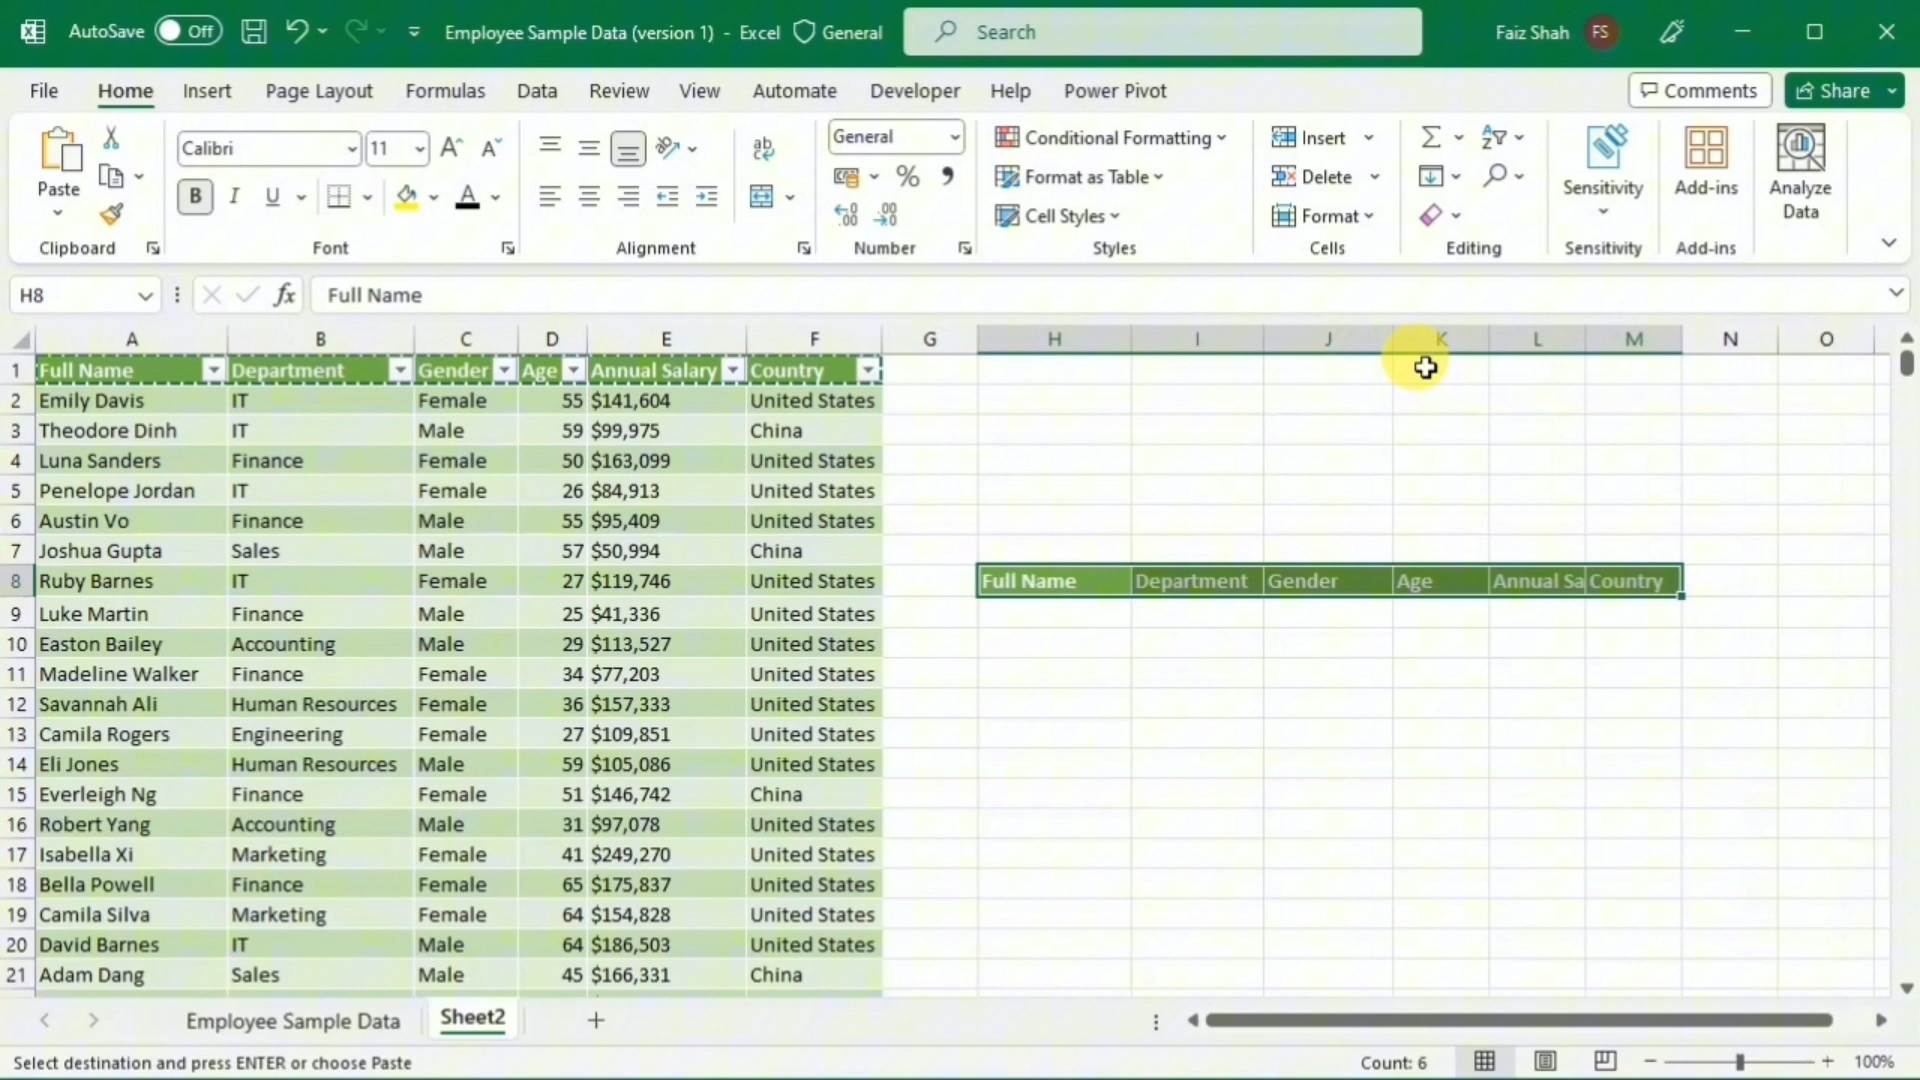 AutoSave Off Employee Sample Data (version 1) - Excel General Search Faiz Shah FS
File Home Insert Page Layout Formulas Data Review View Automate Developer Help Power Pivot Comments Share
Paste Calibri 11 General Conditional Formatting Insert Sensitivity Add-ins Analyze Data
Format as Table Delete
Cell Styles Format
Clipboard Font Alignment Number Styles Cells Editing Sensitivity Add-ins
H8 fx Full Name
A B C D E F G H I J K L M N O
1 Full Name Department Gender Age Annual Salary Country
2 Emily Davis IT Female 55 $141,604 United States
3 Theodore Dinh IT Male 59 $99,975 China
4 Luna Sanders Finance Female 50 $163,099 United States
5 Penelope Jordan IT Female 26 $84,913 United States
6 Austin Vo Finance Male 55 $95,409 United States
7 Joshua Gupta Sales Male 57 $50,994 China
8 Ruby Barnes IT Female 27 $119,746 United States Full Name Department Gender Age Annual Sa Country
9 Luke Martin Finance Male 25 $41,336 United States
10 Easton Bailey Accounting Male 29 $113,527 United States
11 Madeline Walker Finance Female 34 $77,203 United States
12 Savannah Ali Human Resources Female 36 $157,333 United States
13 Camila Rogers Engineering Female 27 $109,851 United States
14 Eli Jones Human Resources Male 59 $105,086 United States
15 Everleigh Ng Finance Female 51 $146,742 China
16 Robert Yang Accounting Male 31 $97,078 United States
17 Isabella Xi Marketing Female 41 $249,270 United States
18 Bella Powell Finance Female 65 $175,837 United States
19 Camila Silva Marketing Female 64 $154,828 United States
20 David Barnes IT Male 64 $186,503 United States
21 Adam Dang Sales Male 45 $166,331 China
Employee Sample Data Sheet2
Select destination and press ENTER or choose Paste Count: 6 100%